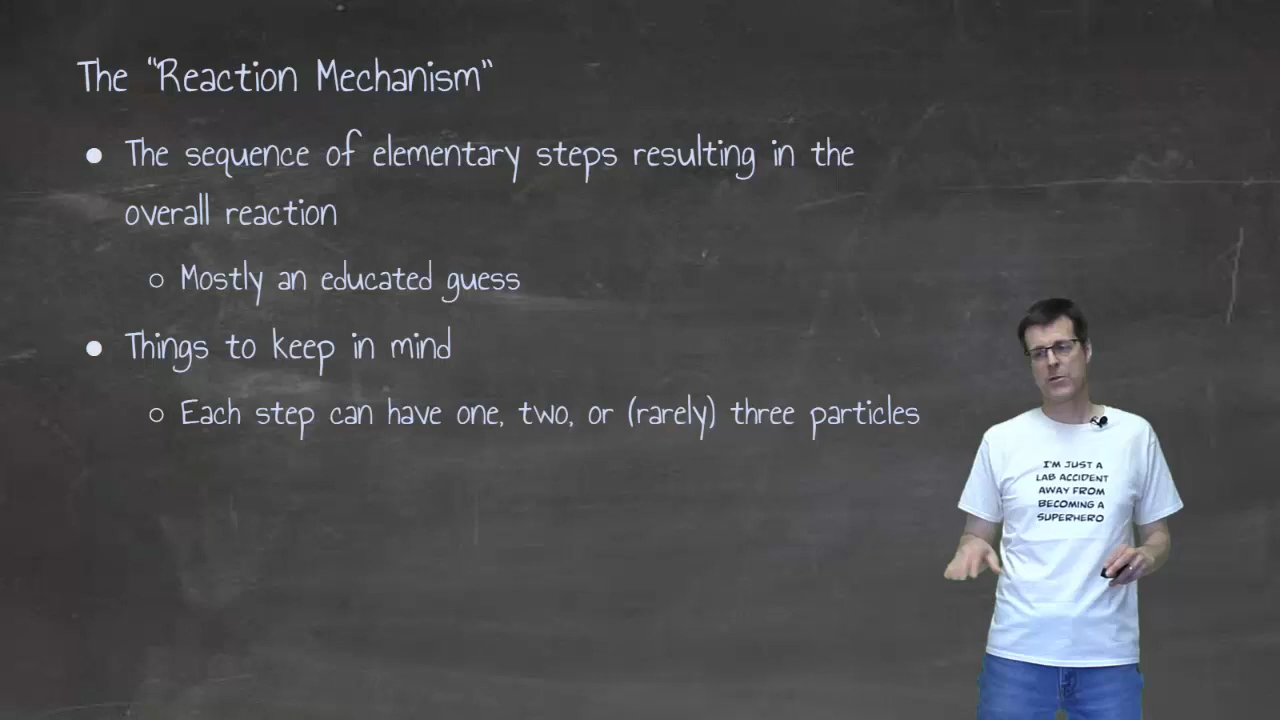 The "Reaction Mechanism"
● The sequence of elementary steps resulting in the
overall reaction
○ Mostly an educated guess
● Things to keep in mind
○ Each step can have one, two, or (rarely) three particles
I'M JUST A
LAB ACCIDENT
AWAY FROM
BECOMING A
SUPERHERO